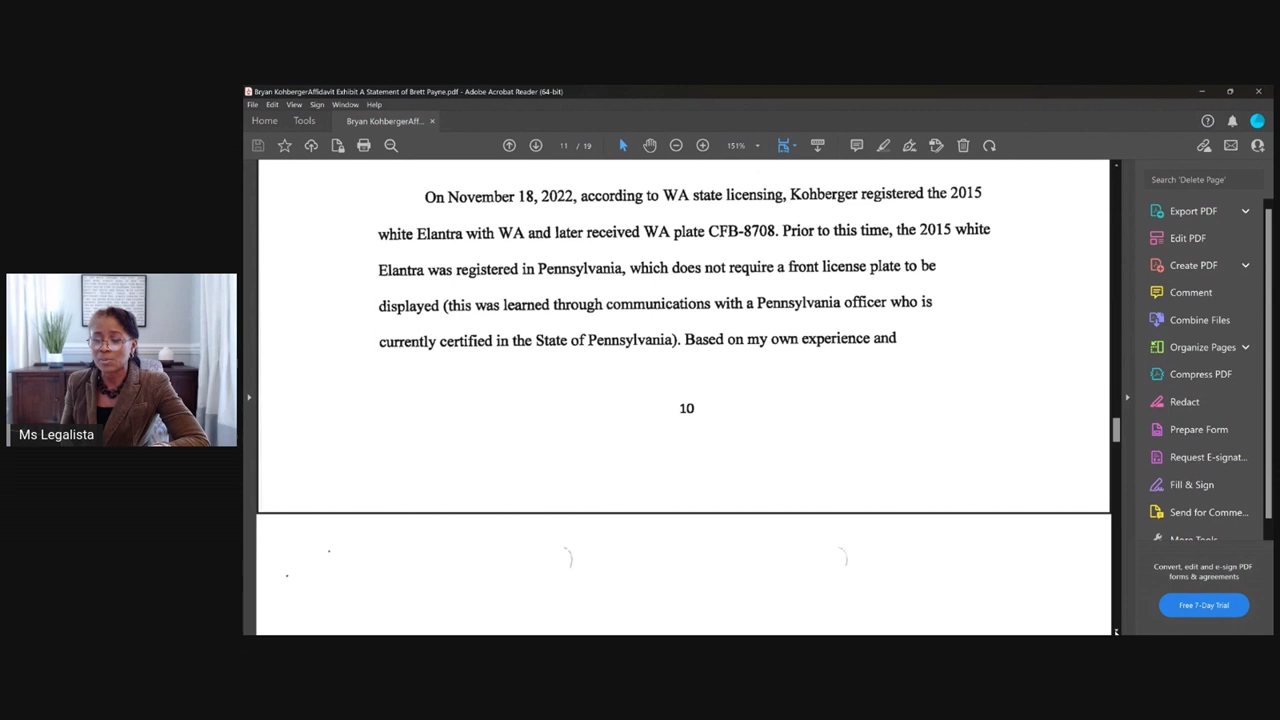 Bryan KohbergerAffidavit Exhibit A Statement of Brett Payne.pdf - Adobe Acrobat Reader (64-bit)
File Edit View Sign Window Help
Home Tools Bryan KohbergerAff... ×
11 / 19 151%
On November 18, 2022, according to WA state licensing, Kohberger registered the 2015
white Elantra with WA and later received WA plate CFB-8708. Prior to this time, the 2015 white
Elantra was registered in Pennsylvania, which does not require a front license plate to be
displayed (this was learned through communications with a Pennsylvania officer who is
currently certified in the State of Pennsylvania). Based on my own experience and
10
Search 'Delete Page'
Export PDF
Edit PDF
Create PDF
Comment
Combine Files
Organize Pages
Compress PDF
Redact
Prepare Form
Request E-signat...
Fill & Sign
Send for Comme...
More Tools
Convert, edit and e-sign PDF
forms & agreements
Free 7-Day Trial
Ms Legalista